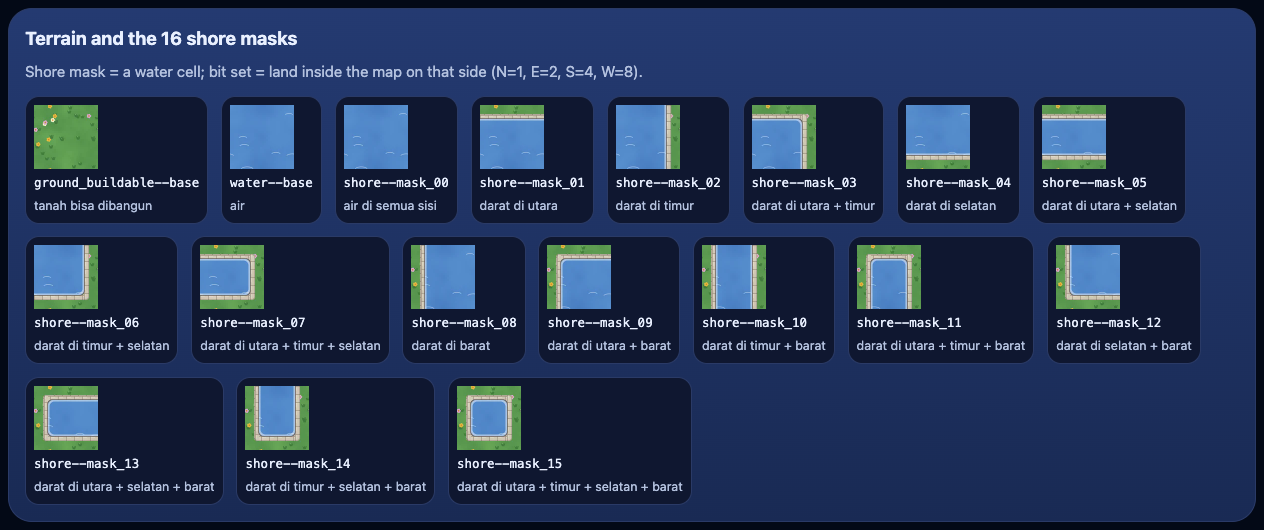 Terrain and the 16 shore masks
Shore mask = a water cell; bit set = land inside the map on that side (N=1, E=2, S=4, W=8).
ground_buildable--base
tanah bisa dibangun
water--base
air
shore--mask_00
air di semua sisi
shore--mask_01
darat di utara
shore--mask_02
darat di timur
shore--mask_03
darat di utara + timur
shore--mask_04
darat di selatan
shore--mask_05
darat di utara + selatan
shore--mask_06
darat di timur + selatan
shore--mask_07
darat di utara + timur + selatan
shore--mask_08
darat di barat
shore--mask_09
darat di utara + barat
shore--mask_10
darat di timur + barat
shore--mask_11
darat di utara + timur + barat
shore--mask_12
darat di selatan + barat
shore--mask_13
darat di utara + selatan + barat
shore--mask_14
darat di timur + selatan + barat
shore--mask_15
darat di utara + timur + selatan + barat